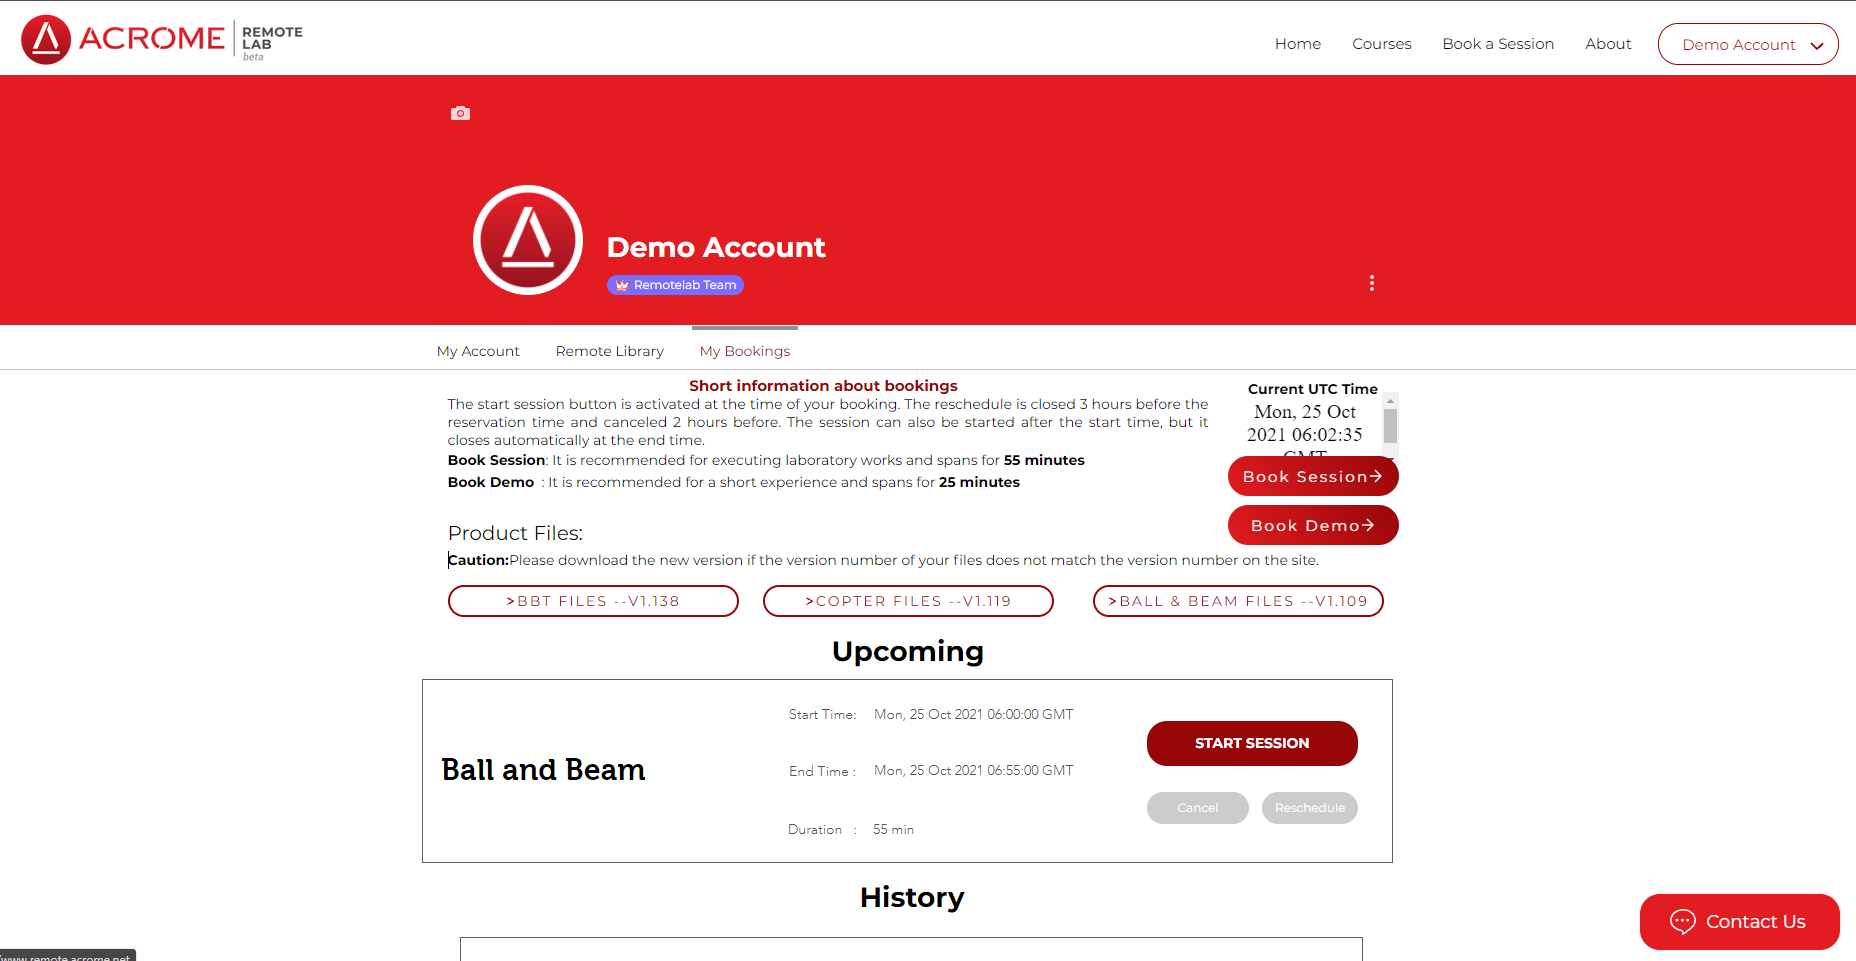 ACROME REMOTE LAB beta
Home Courses Book a Session About Demo Account
Demo Account
Remotelab Team
My Account Remote Library My Bookings
Short information about bookings
The start session button is activated at the time of your booking. The reschedule is closed 3 hours before the
reservation time and canceled 2 hours before. The session can also be started after the start time, but it
closes automatically at the end time.
Book Session: It is recommended for executing laboratory works and spans for 55 minutes
Book Demo : It is recommended for a short experience and spans for 25 minutes
Current UTC Time
Mon, 25 Oct
2021 06:02:35
GMT
Book Session→
Book Demo→
Product Files:
Caution:Please download the new version if the version number of your files does not match the version number on the site.
>BBT FILES --V1.138 >COPTER FILES --V1.119 >BALL & BEAM FILES --V1.109
Upcoming
Ball and Beam
Start Time: Mon, 25 Oct 2021 06:00:00 GMT
End Time : Mon, 25 Oct 2021 06:55:00 GMT
Duration : 55 min
START SESSION
Cancel Reschedule
History
Contact Us
www.remote.acrome.net